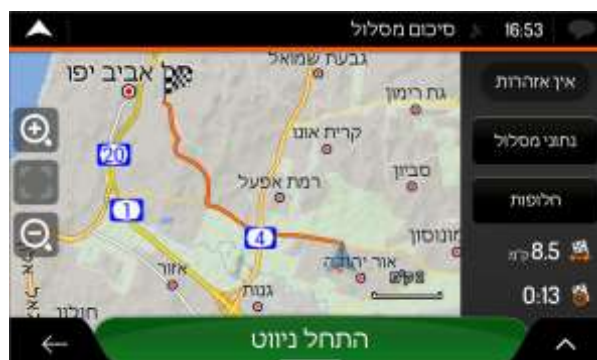 סיכום מסלול
16:53
אין אזהרות
נתוני מסלול
חלופות
8.5 ק"מ
0:13
גבעת שמואל
תל אביב יפו
גת רימון
קרית אונו
סביון
רמת אפעל
20
1
4
מונוסון
אור יהודה
אזור
גנות
חולון
התחל ניווט